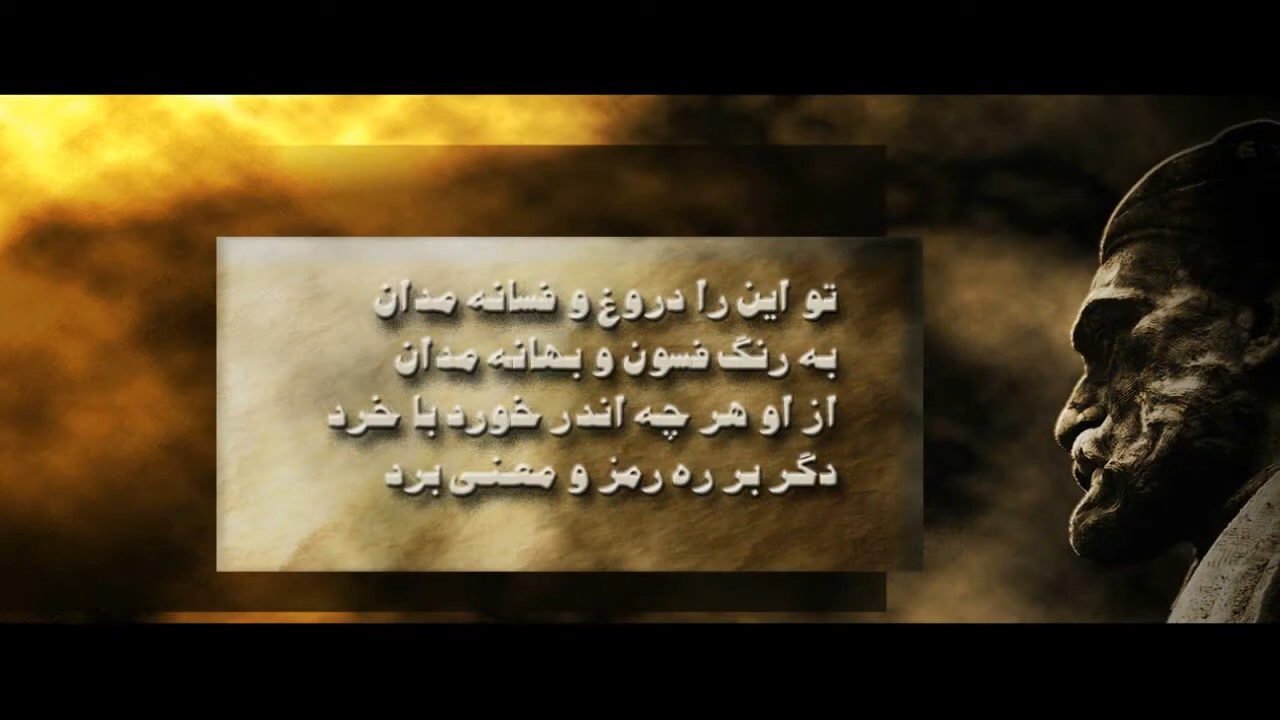 تو این را دروغ و فسانه مدان
به رنگ فسون و بهانه مدان
از او هر چه اندر خورد با خرد
دگر بر ره رمز و معنی برد